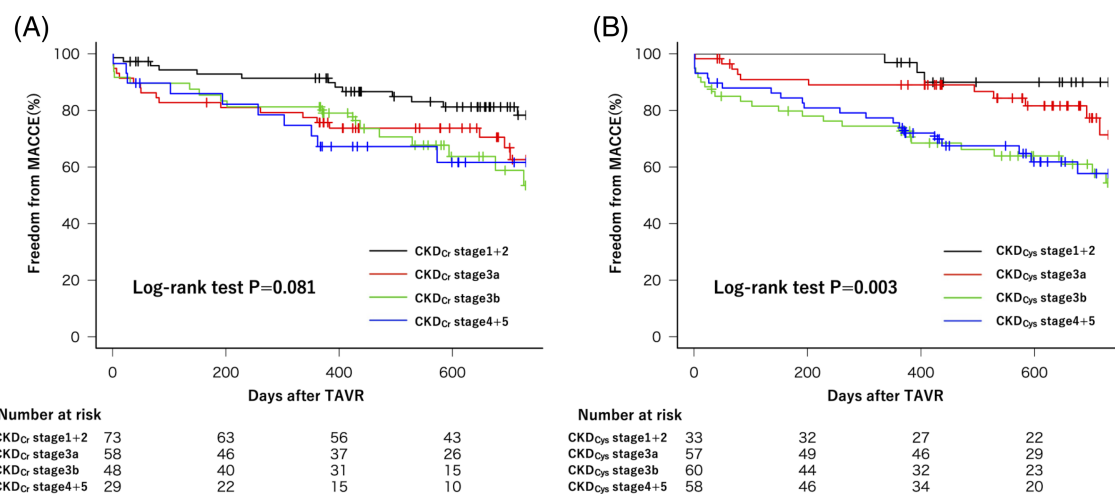 (A)
(B)
Freedom from MACCE(%)
100
80
60
40
20
0
CKDCr stage1+2
CKDCr stage3a
CKDCr stage3b
CKDCr stage4+5
Log-rank test P=0.081
0 200 400 600
Days after TAVR
Number at risk
CKDCr stage1+2 73 63 56 43
CKDCr stage3a 58 46 37 26
CKDCr stage3b 48 40 31 15
CKDCr stage4+5 29 22 15 10
Freedom from MACCE(%)
100
80
60
40
20
0
CKDCys stage1+2
CKDCys stage3a
CKDCys stage3b
CKDCys stage4+5
Log-rank test P=0.003
0 200 400 600
Days after TAVR
Number at risk
CKDCys stage1+2 33 32 27 22
CKDCys stage3a 57 49 46 29
CKDCys stage3b 60 44 32 23
CKDCys stage4+5 58 46 34 20